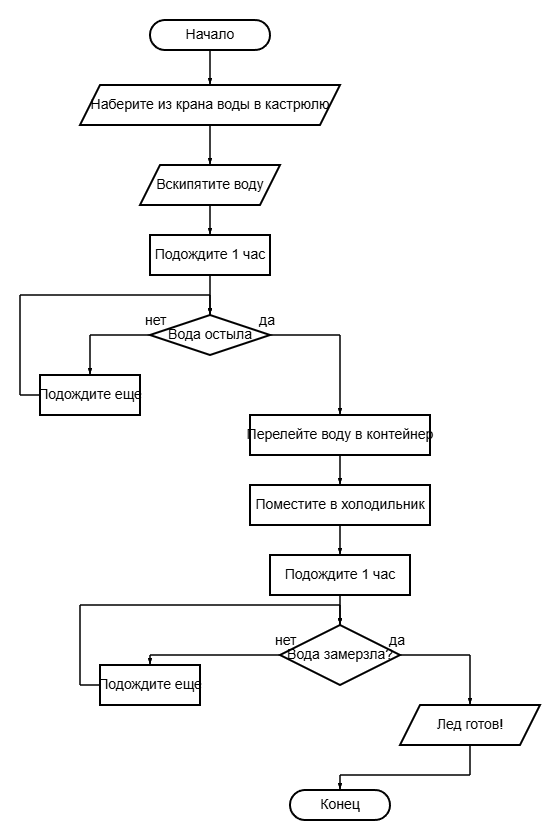 Начало
Наберите из крана воды в кастрюлю
Вскипятите воду
Подождите 1 час
нет
да
Вода остыла
Подождите еще
Перелейте воду в контейнер
Поместите в холодильник
Подождите 1 час
нет
да
Вода замерзла?
Подождите еще
Лед готов!
Конец